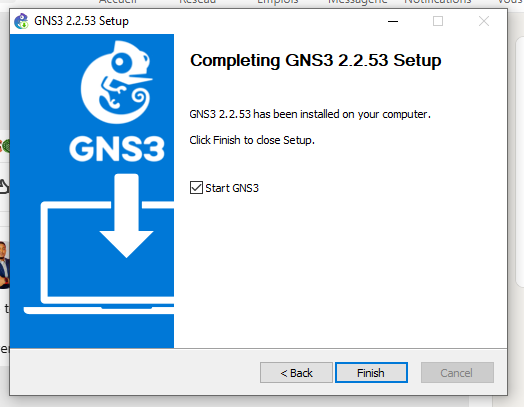 Accueil Réseau Emplois Messagerie Notifications Vous
GNS3 2.2.53 Setup
Completing GNS3 2.2.53 Setup
GNS3 2.2.53 has been installed on your computer.
Click Finish to close Setup.
GNS3
Start GNS3
< Back Finish Cancel